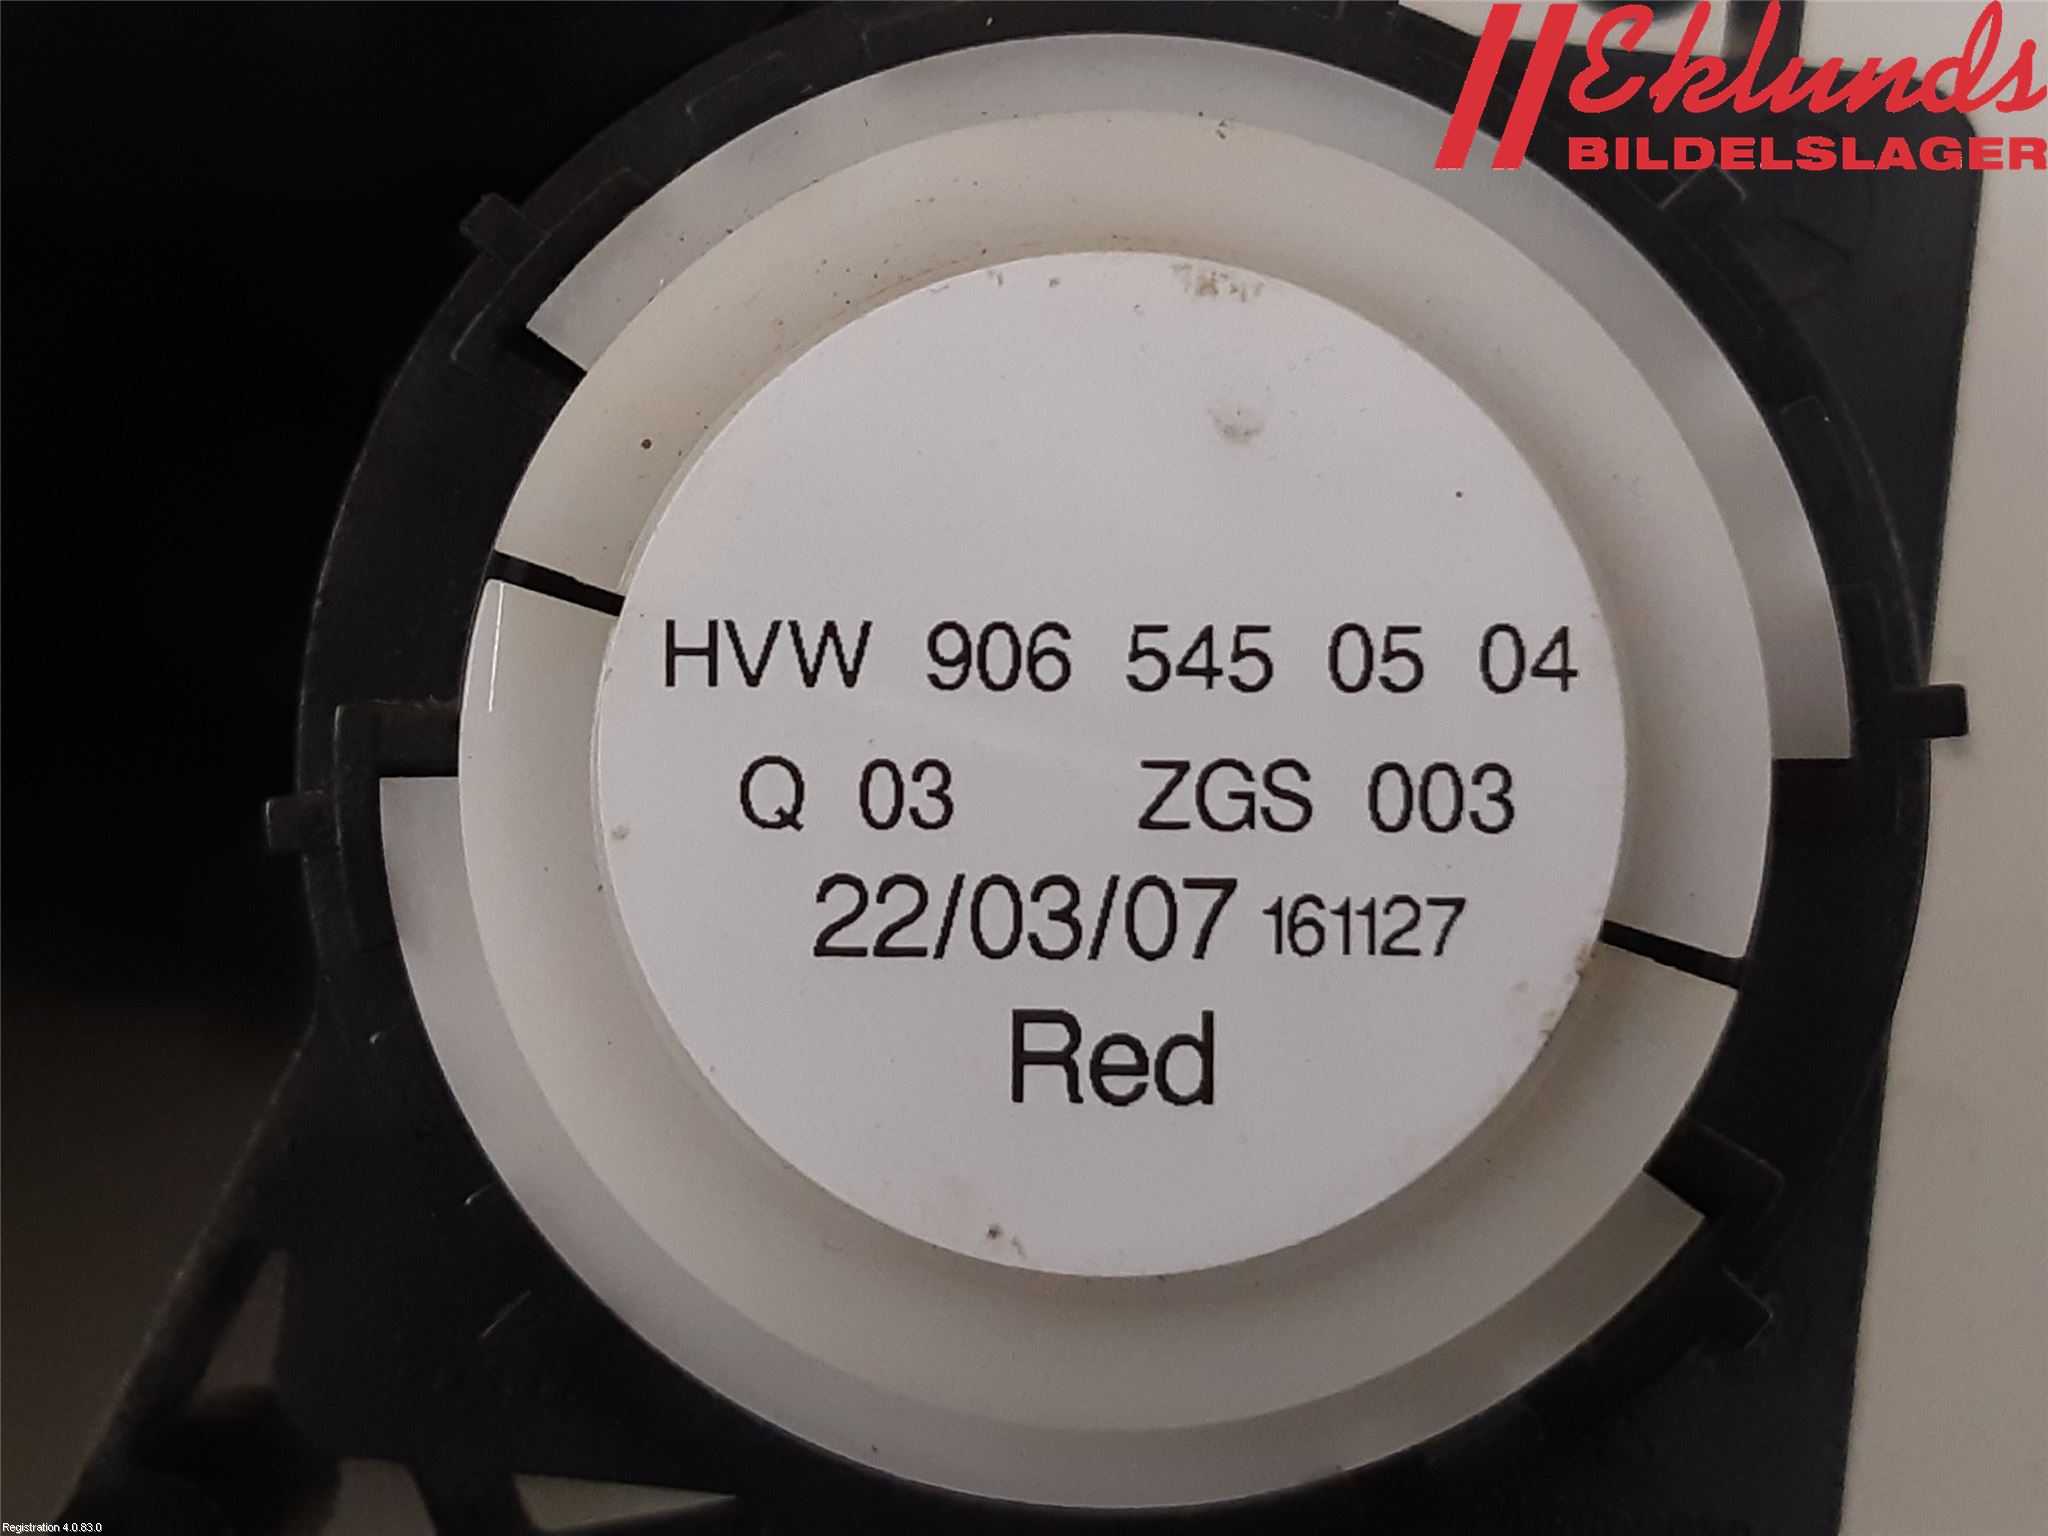 Eklunds
BILDELSLAGER
HVW 906 545 05 04
Q 03 ZGS 003
22/03/07 161127
Red
Registration 4.0.83.0